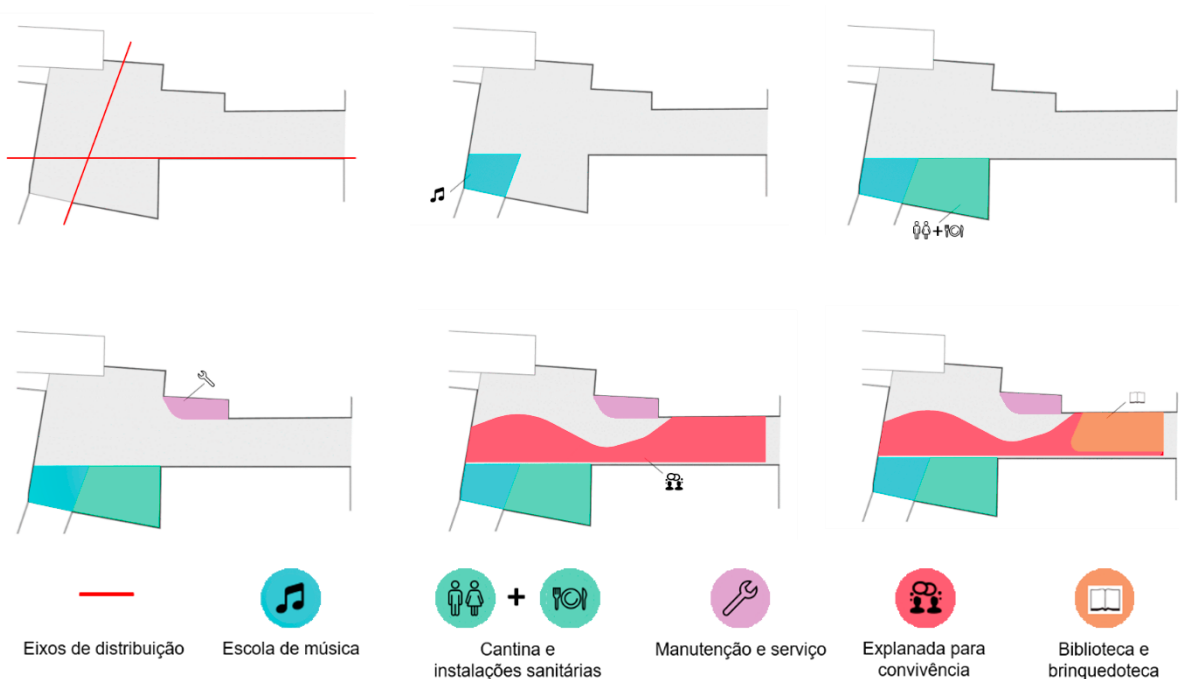 Eixos de distribuição
Escola de música
Cantina e
instalações sanitárias
Manutenção e serviço
Explanada para
convivência
Biblioteca e
brinquedoteca